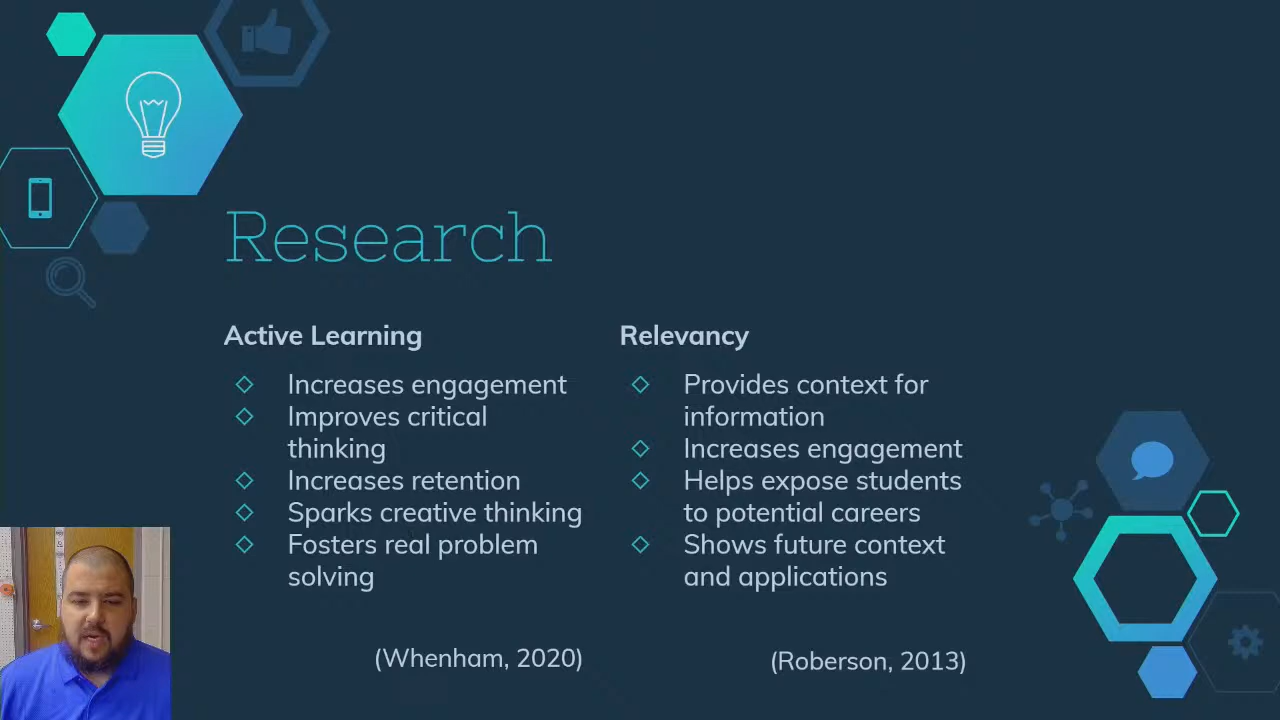 Research
Active Learning
Increases engagement
Improves critical
thinking
Increases retention
Sparks creative thinking
Fosters real problem
solving
(Whenham, 2020)
Relevancy
Provides context for
information
Increases engagement
Helps expose students
to potential careers
Shows future context
and applications
(Roberson, 2013)